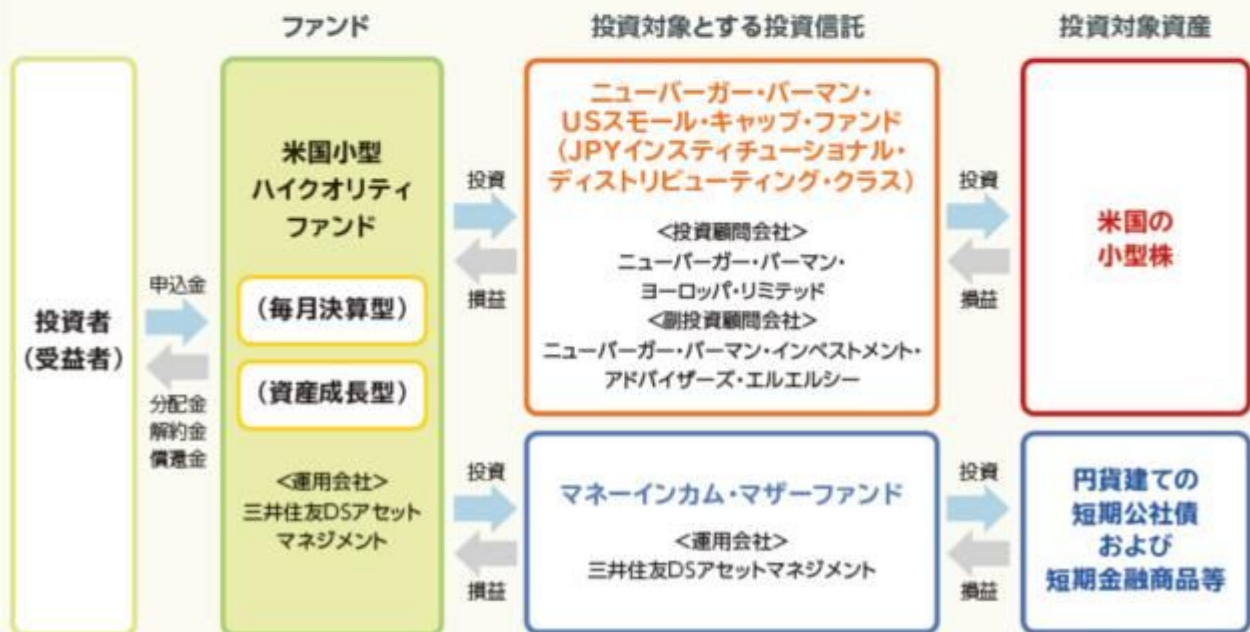 ファンド
投資対象とする投資信託
投資対象資産
投資者
(受益者)
申込金
分配金
解約金
償還金
米国小型
ハイクオリティ
ファンド
(毎月決算型)
(資産成長型)
<運用会社>
三井住友DSアセット
マネジメント
投資
損益
投資
損益
ニューバーガー・バーマン・
USスモール・キャップ・ファンド
(JPYインスティチューショナル・
ディストリビューティング・クラス)
<投資顧問会社>
ニューバーガー・バーマン・
ヨーロッパ・リミテッド
<副投資顧問会社>
ニューバーガー・バーマン・インベストメント・
アドバイザーズ・エルエルシー
マネーインカム・マザーファンド
<運用会社>
三井住友DSアセットマネジメント
投資
損益
投資
損益
米国の
小型株
円貨建ての
短期公社債
および
短期金融商品等